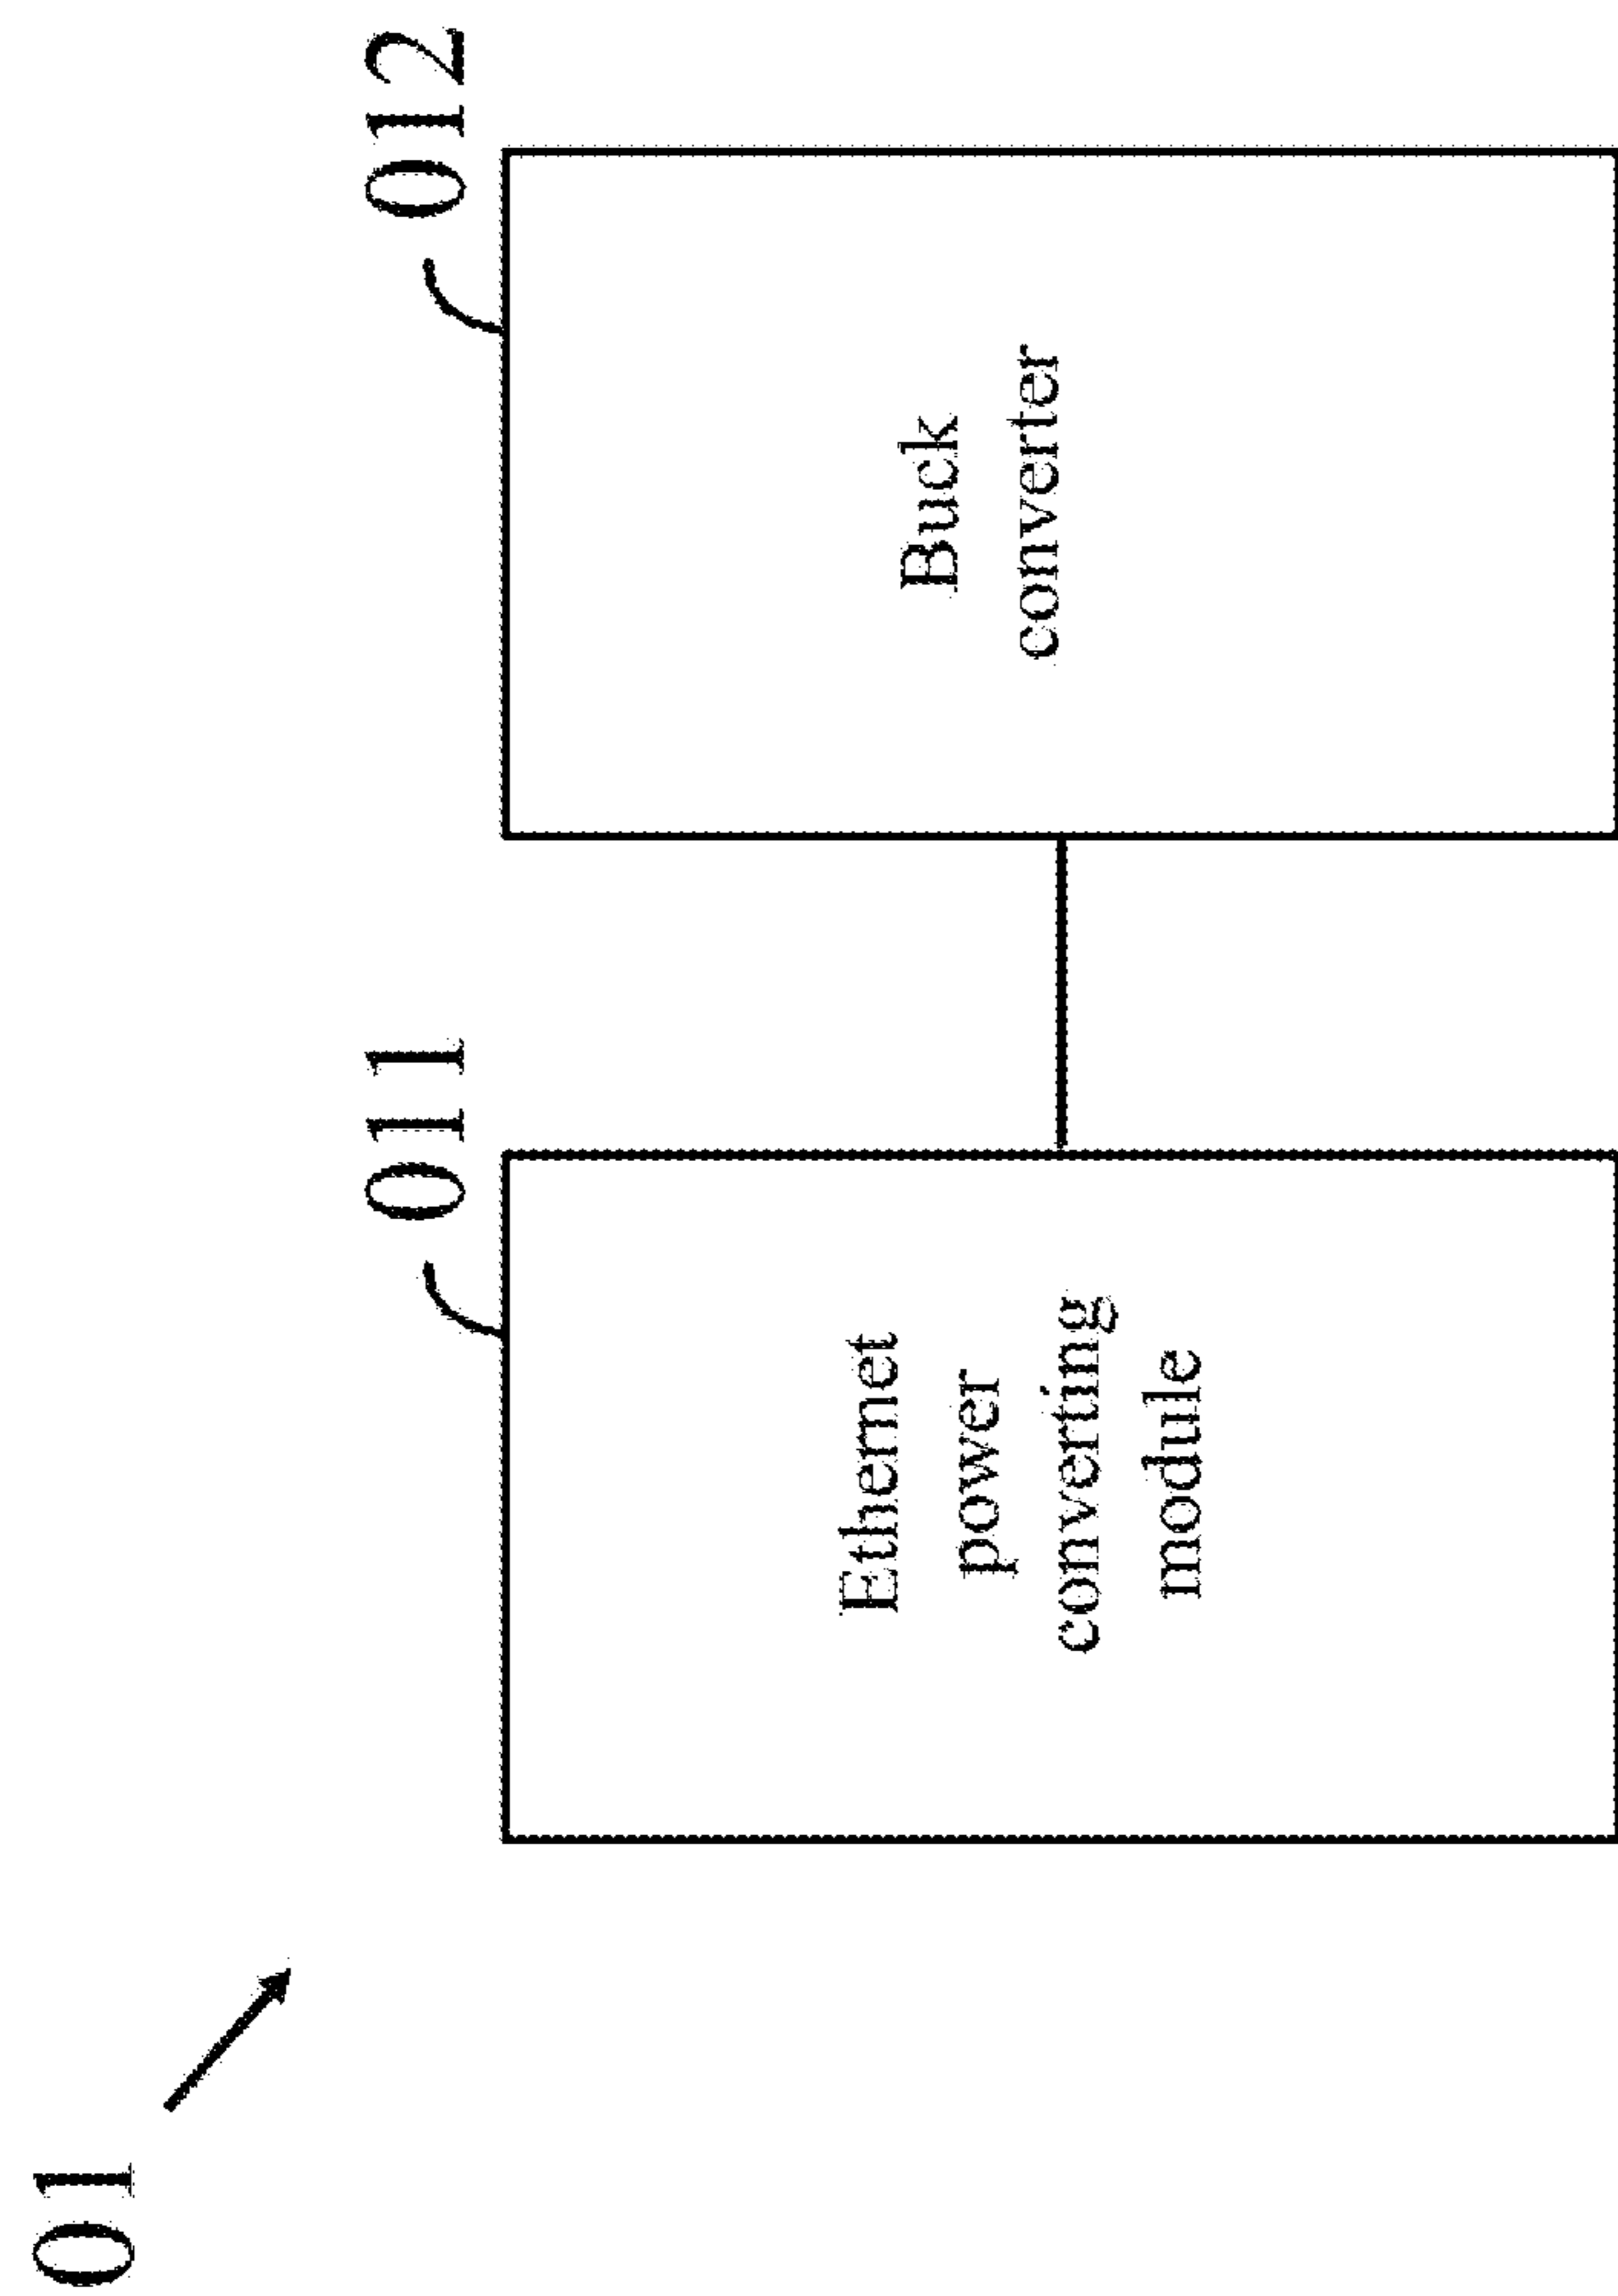 01
011
Ethernet
power
converting
module
012
Buck
converter